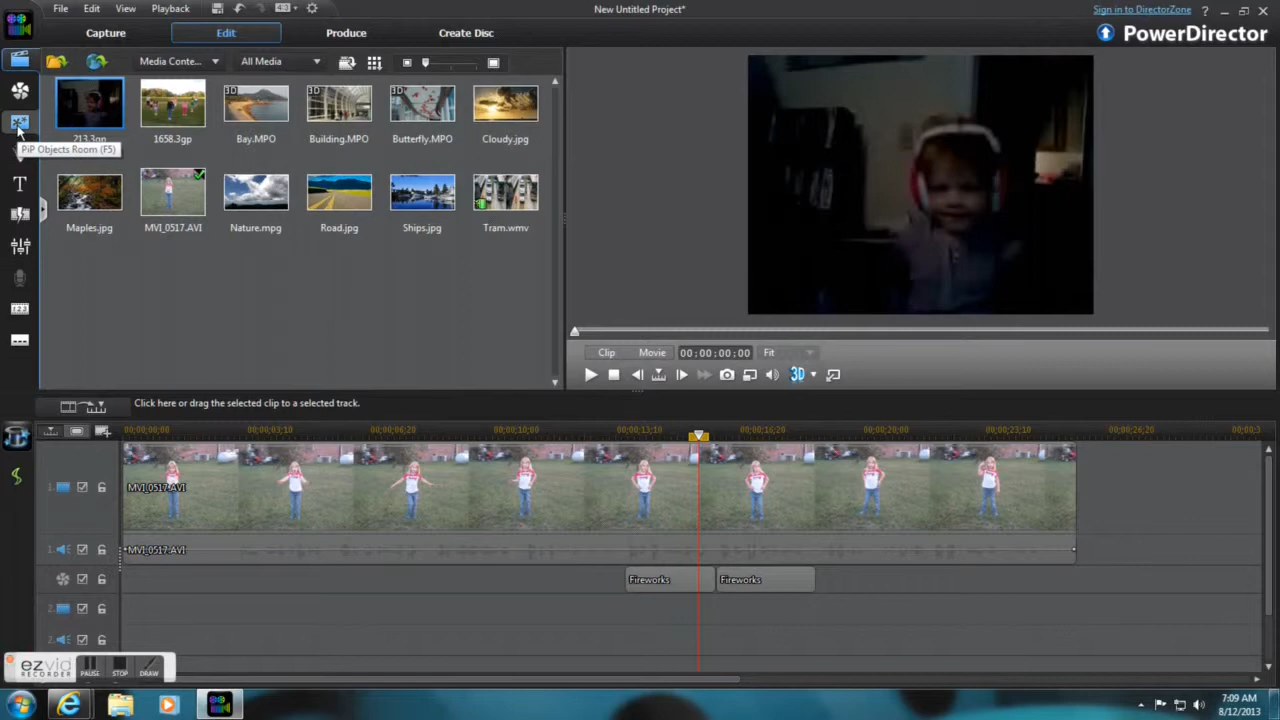 File Edit View Playback
New Untitled Project*
Sign in to DirectorZone
Capture Edit Produce Create Disc
PowerDirector
Media Conte... All Media
3D 3D 3D
213.3gp 1658.3gp Bay.MPO Building.MPO Butterfly.MPO Cloudy.jpg
PiP Objects Room (F5)
T
Maples.jpg MVI_0517.AVI Nature.mpg Road.jpg Ships.jpg Tram.wmv
Clip Movie 00;00;00;00 Fit
3D
Click here or drag the selected clip to a selected track.
00;00;00;00 00;00;03;10 00;00;06;20 00;00;10;00 00;00;13;10 00;00;16;20 00;00;20;00 00;00;23;10 00;00;26;20 00;00;3
1. MVI_0517.AVI
1. MVI_0517.AVI
Fireworks Fireworks
2.
2.
ezvid
RECORDER
PAUSE STOP DRAW
7:09 AM
8/12/2013